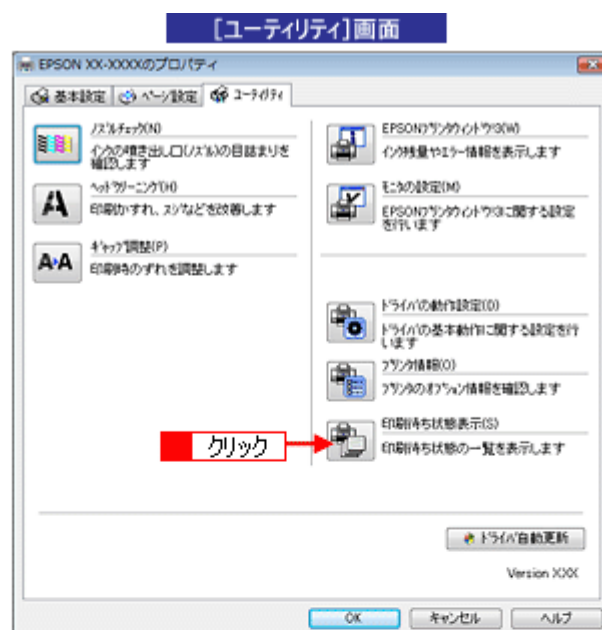 [ユーティリティ]画面
EPSON XX-XXXXのプロパティ
基本設定
ページ設定
ユーティリティ
ノズルチェック(N)
インクの噴き出し口(ノズル)の目詰まりを
確認します
ヘッドクリーニング(H)
印刷かすれ、スジなどを改善します
ギャップ調整(P)
印刷時のずれを調整します
EPSONプリンタウィンドウ!3(W)
インク残量やエラー情報を表示します
モニタの設定(M)
EPSONプリンタウィンドウ!3に関する設定
を行います
ドライバの動作設定(O)
ドライバの基本動作に関する設定を行
います
プリンタ情報(O)
プリンタのオプション情報を確認します
印刷待ち状態表示(S)
印刷待ち状態の一覧を表示します
クリック
ドライバ自動更新
Version X.XX
OK
キャンセル
ヘルプ